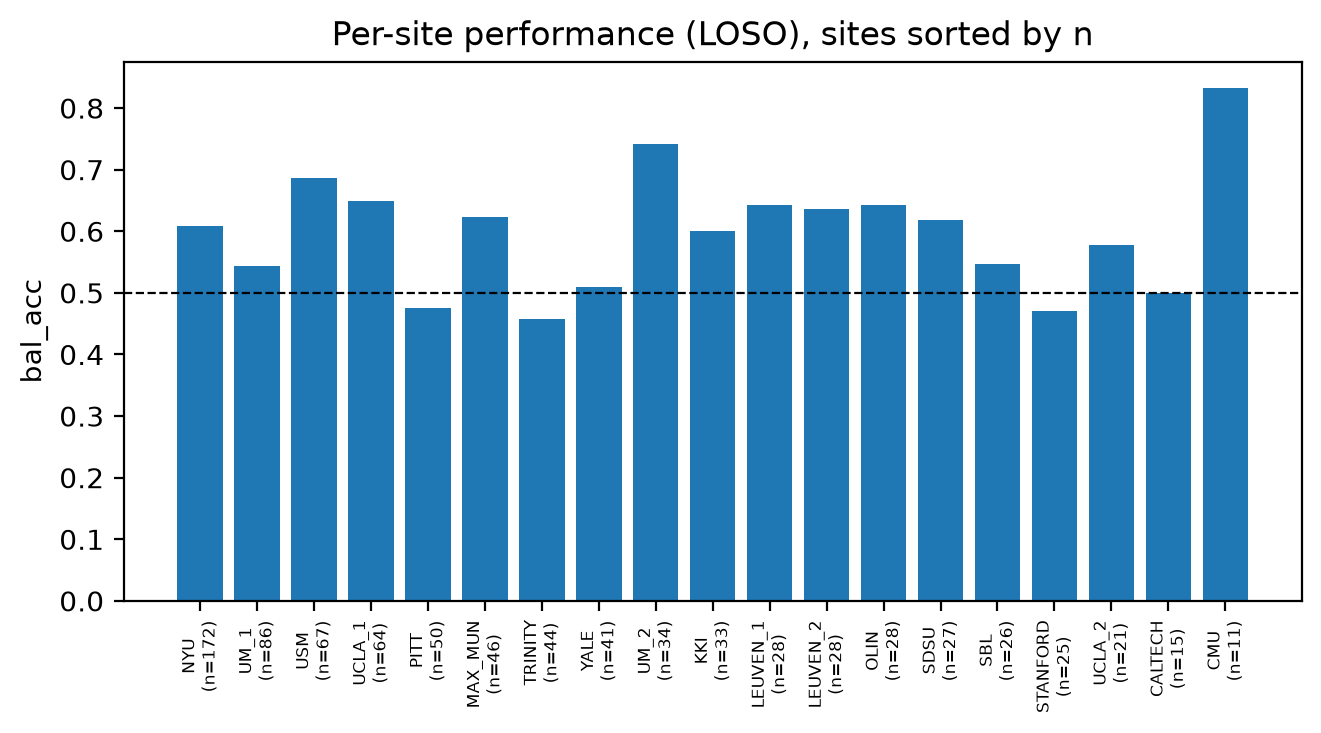 Per-site performance (LOSO), sites sorted by n
bal_acc
0.8
0.7
0.6
0.5
0.4
0.3
0.2
0.1
0.0
NYU
(n=172)
UM_1
(n=86)
USM
(n=67)
UCLA_1
(n=64)
PITT
(n=50)
MAX_MUN
(n=46)
TRINITY
(n=44)
YALE
(n=41)
UM_2
(n=34)
KKI
(n=33)
LEUVEN_1
(n=28)
LEUVEN_2
(n=28)
OLIN
(n=28)
SDSU
(n=27)
SBL
(n=26)
STANFORD
(n=25)
UCLA_2
(n=21)
CALTECH
(n=15)
CMU
(n=11)